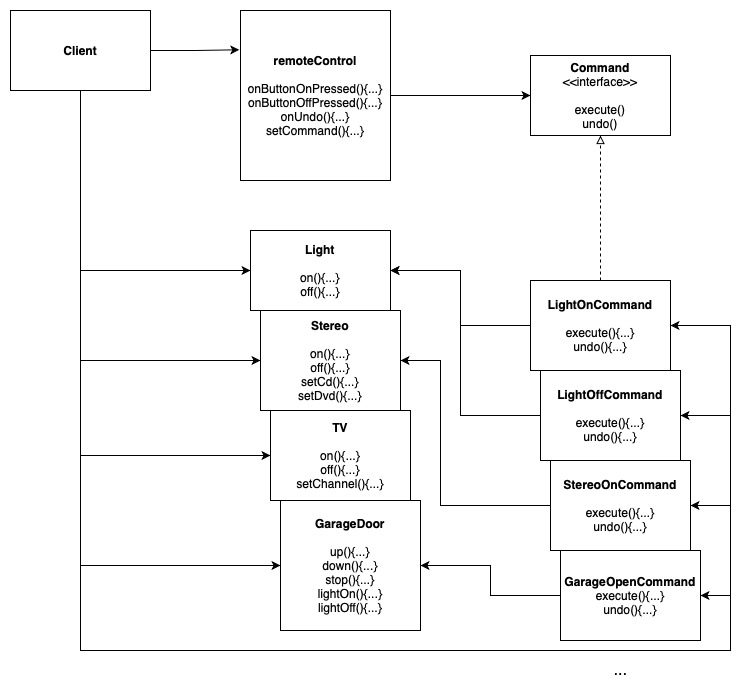 Client
remoteControl
onButtonOnPressed(){...}
onButtonOffPressed(){...}
onUndo(){...}
setCommand(){...}
Command
<<interface>>
execute()
undo()
Light
on(){...}
off(){...}
Stereo
on(){...}
off(){...}
setCd(){...}
setDvd(){...}
TV
on(){...}
off(){...}
setChannel(){...}
GarageDoor
up(){...}
down(){...}
stop(){...}
lightOn(){...}
lightOff(){...}
LightOnCommand
execute(){...}
undo(){...}
LightOffCommand
execute(){...}
undo(){...}
StereoOnCommand
execute(){...}
undo(){...}
GarageOpenCommand
execute(){...}
undo(){...}
...